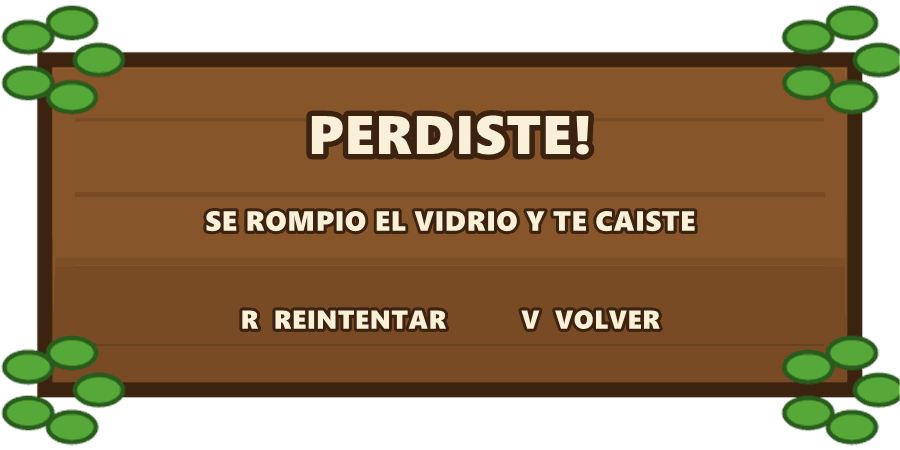 PERDISTE!
SE ROMPIO EL VIDRIO Y TE CAISTE
R REINTENTAR V VOLVER